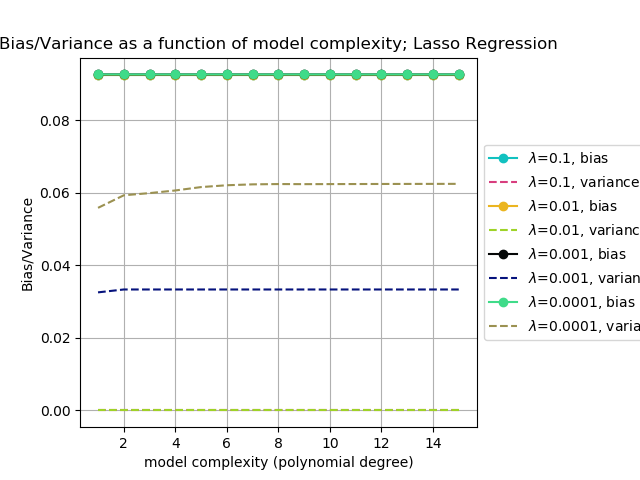 Bias/Variance as a function of model complexity; Lasso Regression
0.08
0.06
0.04
0.02
0.00
Bias/Variance
2 4 6 8 10 12 14
model complexity (polynomial degree)
λ=0.1, bias
λ=0.1, variance
λ=0.01, bias
λ=0.01, varianc
λ=0.001, bias
λ=0.001, varian
λ=0.0001, bias
λ=0.0001, varia